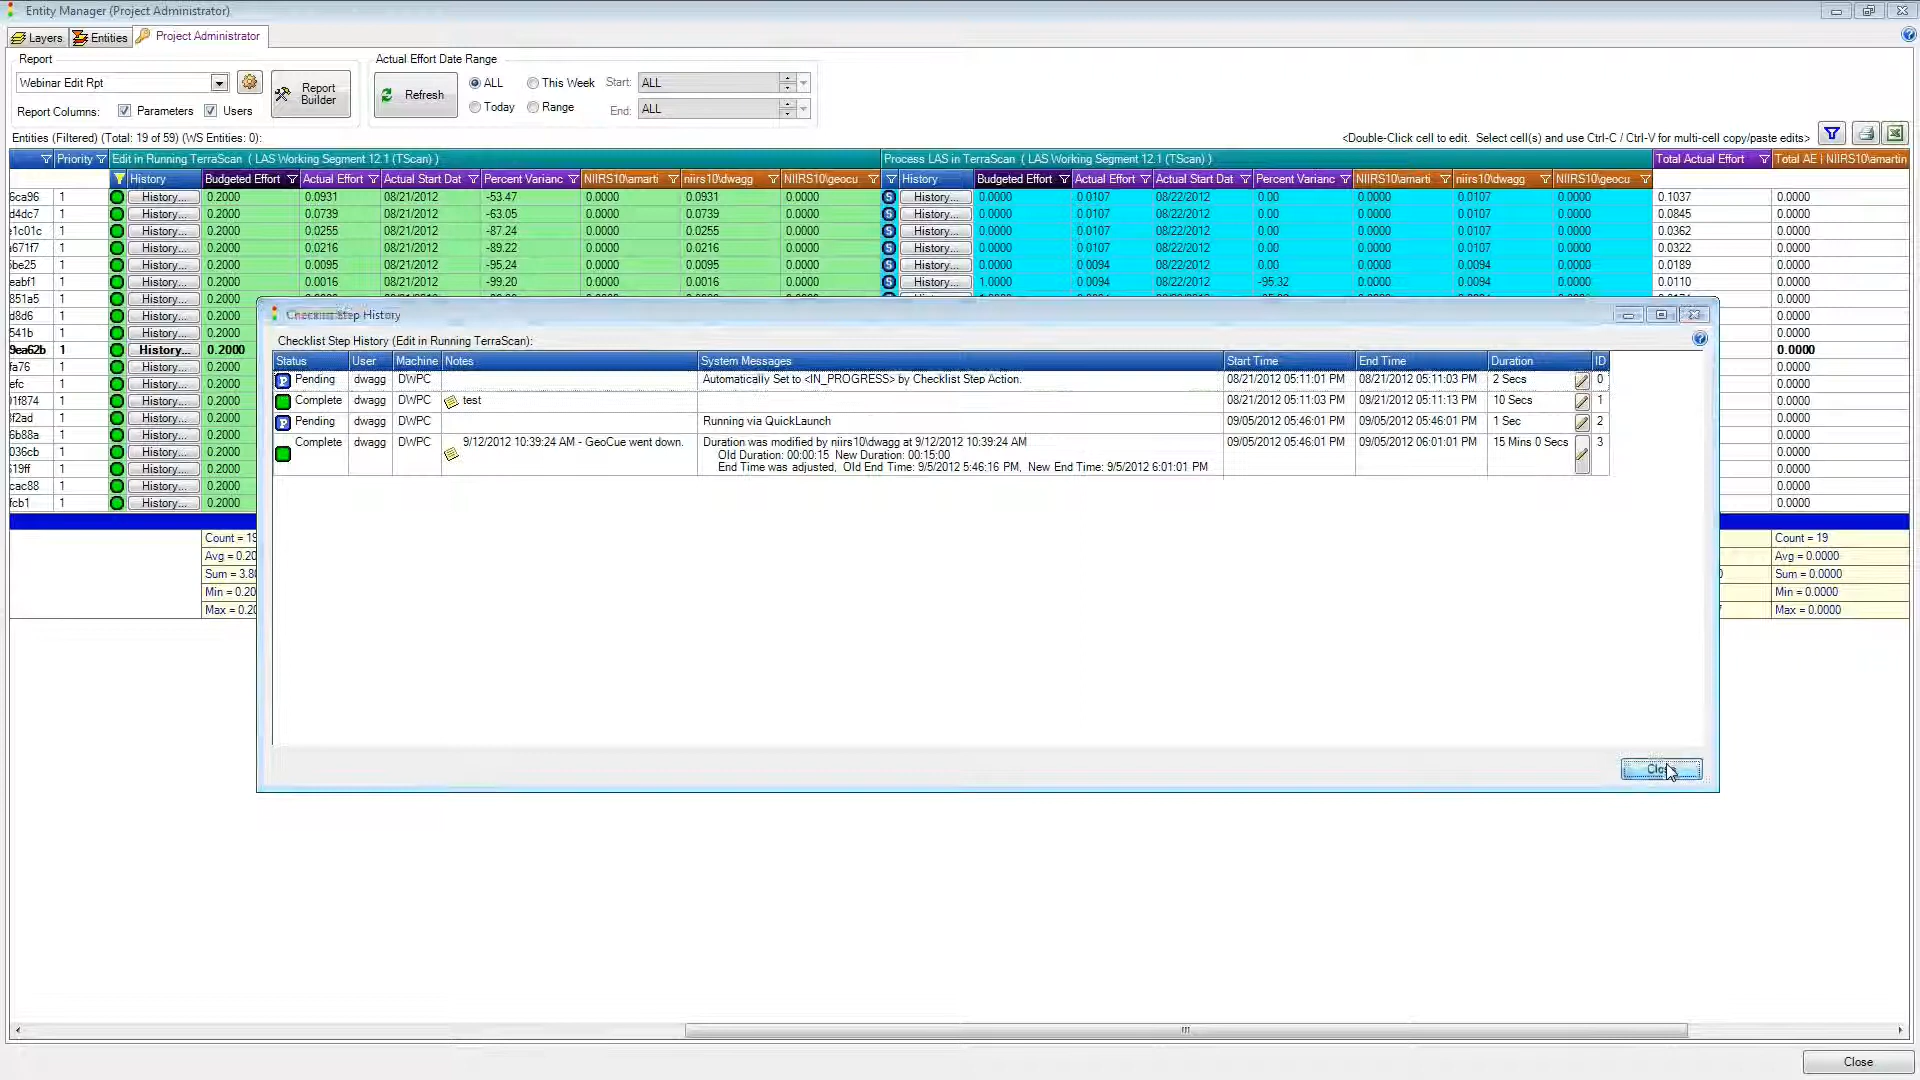 Entity Manager (Project Administrator)
Layers Entities Project Administrator
Report
Webinar Edit Rpt
Report Builder
Report Columns: Parameters Users
Actual Effort Date Range
Refresh
ALL This Week Start: ALL
Today Range End: ALL
Entities (Filtered) (Total: 19 of 59) (WS Entities: 0):
<Double-Click cell to edit. Select cell(s) and use Ctrl-C / Ctrl-V for multi-cell copy/paste edits>
Priority Edit in Running TerraScan ( LAS Working Segment 12.1 (TScan) ) Process LAS in TerraScan ( LAS Working Segment 12.1 (TScan) ) Total Actual Effort Total AE | NIIRS10\amartin
History Budgeted Effort Actual Effort Actual Start Dat Percent Varianc NIIRS10\amarti niirs10\dwagg NIIRS10\geocu History Budgeted Effort Actual Effort Actual Start Dat Percent Varianc NIIRS10\amarti niirs10\dwagg NIIRS10\geocu
6ca96 1 History... 0.2000 0.0931 08/21/2012 -53.47 0.0000 0.0931 0.0000 S History... 0.0000 0.0107 08/22/2012 0.00 0.0000 0.0107 0.0000 0.1037 0.0000
d4dc7 1 History... 0.2000 0.0739 08/21/2012 -63.05 0.0000 0.0739 0.0000 S History... 0.0000 0.0107 08/22/2012 0.00 0.0000 0.0107 0.0000 0.0845 0.0000
1c01c 1 History... 0.2000 0.0255 08/21/2012 -87.24 0.0000 0.0255 0.0000 S History... 0.0000 0.0107 08/22/2012 0.00 0.0000 0.0107 0.0000 0.0362 0.0000
671f7 1 History... 0.2000 0.0216 08/21/2012 -89.22 0.0000 0.0216 0.0000 S History... 0.0000 0.0107 08/22/2012 0.00 0.0000 0.0107 0.0000 0.0322 0.0000
be25 1 History... 0.2000 0.0095 08/21/2012 -95.24 0.0000 0.0095 0.0000 S History... 0.0000 0.0094 08/22/2012 0.00 0.0000 0.0094 0.0000 0.0189 0.0000
eabf1 1 History... 0.2000 0.0016 08/21/2012 -99.20 0.0000 0.0016 0.0000 S History... 1.0000 0.0094 08/22/2012 -95.32 0.0000 0.0094 0.0000 0.0110 0.0000
851a5 1 History... 0.2000 0.0000
d8d6 1 History... 0.2000 0.0000
541b 1 History... 0.2000 0.0000
9ea62b 1 History... 0.2000 0.0000
fa76 1 History... 0.2000 0.0000
efc 1 History... 0.2000 0.0000
01f874 1 History... 0.2000 0.0000
f2ad 1 History... 0.2000 0.0000
6b88a 1 History... 0.2000 0.0000
036cb 1 History... 0.2000 0.0000
19ff 1 History... 0.2000 0.0000
cac88 1 History... 0.2000 0.0000
fcb1 1 History... 0.2000 0.0000
Count = 19 Count = 19
Avg = 0.20 Avg = 0.0000
Sum = 3.80 Sum = 0.0000
Min = 0.20 Min = 0.0000
Max = 0.20 Max = 0.0000
Checklist Step History
Checklist Step History (Edit in Running TerraScan):
Status User Machine Notes System Messages Start Time End Time Duration ID
P Pending dwagg DWPC Automatically Set to <IN_PROGRESS> by Checklist Step Action. 08/21/2012 05:11:01 PM 08/21/2012 05:11:03 PM 2 Secs 0
Complete dwagg DWPC test 08/21/2012 05:11:03 PM 09/21/2012 05:11:13 PM 10 Secs 1
P Pending dwagg DWPC Running via QuickLaunch 09/05/2012 05:46:01 PM 09/05/2012 05:46:01 PM 1 Sec 2
Complete dwagg DWPC 9/12/2012 10:39:24 AM - GeoCue went down. Duration was modified by niirs10\dwagg at 9/12/2012 10:39:24 AM 09/05/2012 05:46:01 PM 09/05/2012 06:01:01 PM 15 Mins 0 Secs 3
Old Duration: 00:00:15 New Duration: 00:15:00
End Time was adjusted, Old End Time: 9/5/2012 5:46:16 PM, New End Time: 9/5/2012 6:01:01 PM
Close
Close